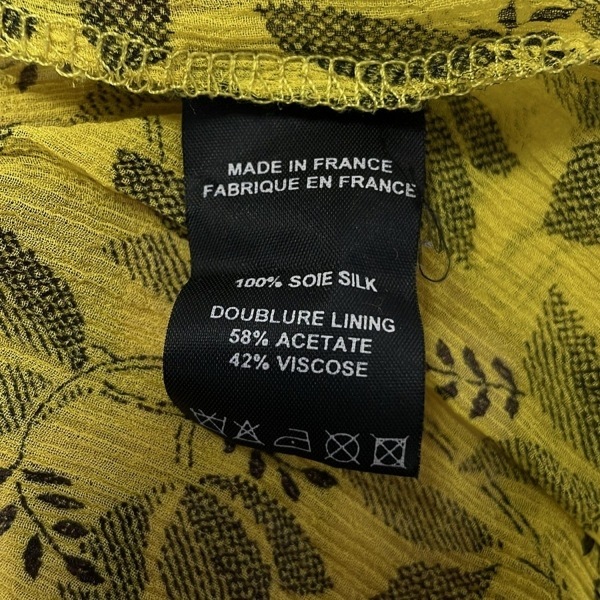 MADE IN FRANCE
FABRIQUE EN FRANCE
100% SOIE SILK
DOUBLURE LINING
58% ACETATE
42% VISCOSE